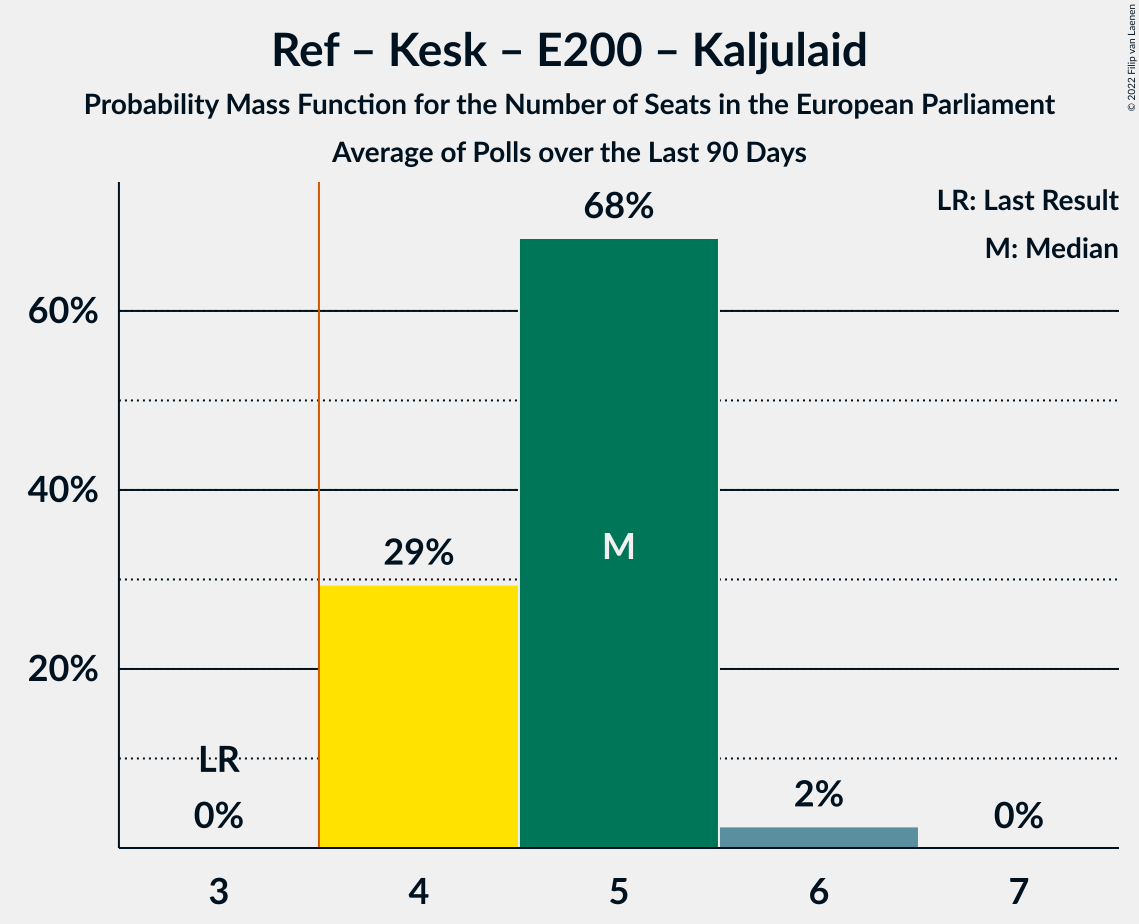 Ref – Kesk – E200 – Kaljulaid
Probability Mass Function for the Number of Seats in the European Parliament
Average of Polls over the Last 90 Days
© 2022 Filip van Laenen
LR: Last Result
M: Median
68%
60%
40%
29%
M
20%
LR
0%
2%
0%
3 4 5 6 7